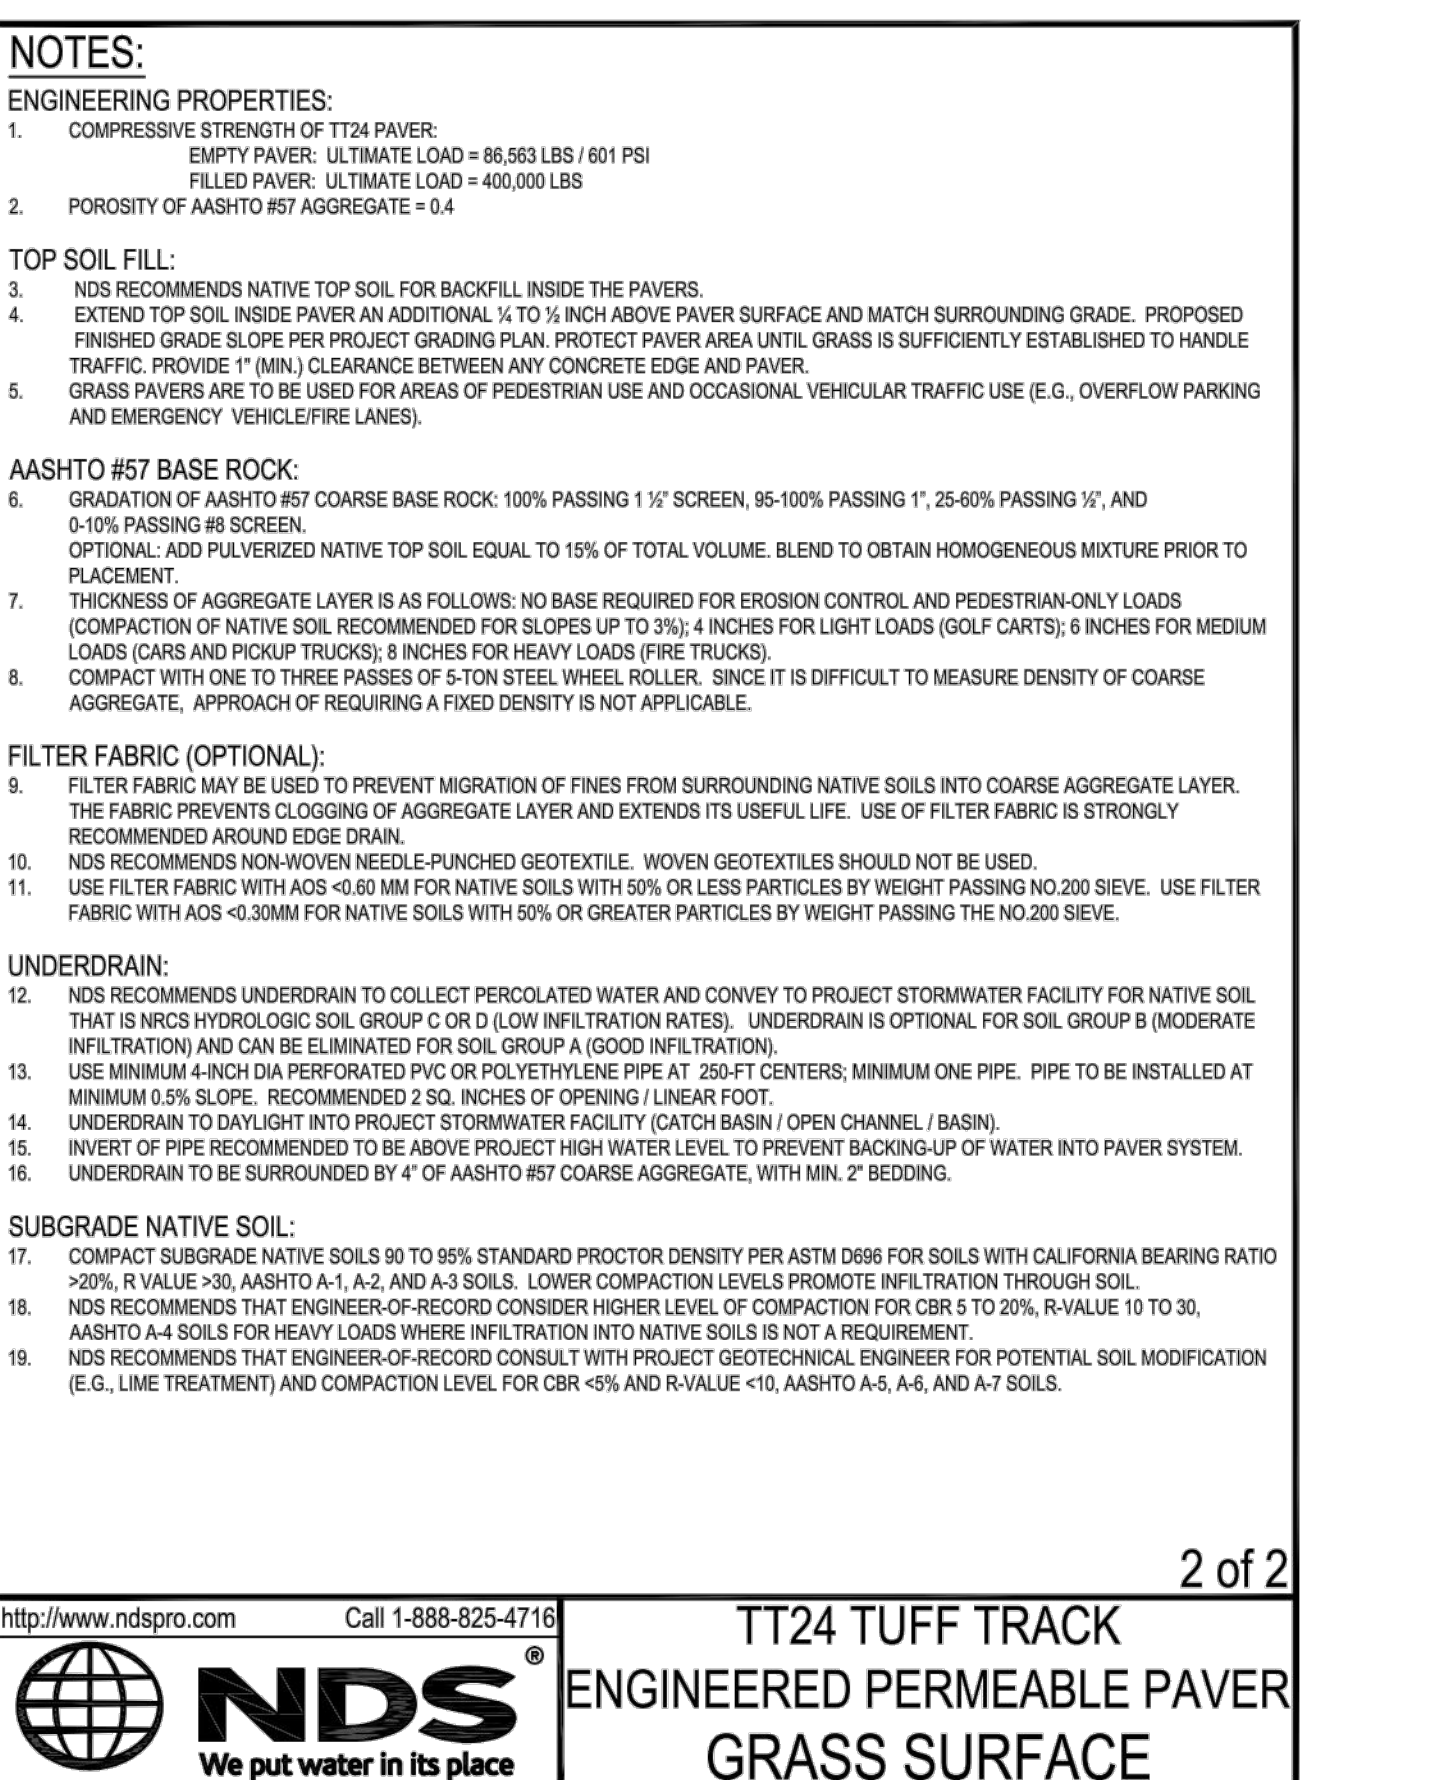 NOTES:
ENGINEERING PROPERTIES:
1. COMPRESSIVE STRENGTH OF TT24 PAVER:
EMPTY PAVER: ULTIMATE LOAD = 86,563 LBS / 601 PSI
FILLED PAVER: ULTIMATE LOAD = 400,000 LBS
2. POROSITY OF AASHTO #57 AGGREGATE = 0.4
TOP SOIL FILL:
3. NDS RECOMMENDS NATIVE TOP SOIL FOR BACKFILL INSIDE THE PAVERS.
4. EXTEND TOP SOIL INSIDE PAVER AN ADDITIONAL ¼ TO ½ INCH ABOVE PAVER SURFACE AND MATCH SURROUNDING GRADE. PROPOSED
FINISHED GRADE SLOPE PER PROJECT GRADING PLAN. PROTECT PAVER AREA UNTIL GRASS IS SUFFICIENTLY ESTABLISHED TO HANDLE
TRAFFIC. PROVIDE 1" (MIN.) CLEARANCE BETWEEN ANY CONCRETE EDGE AND PAVER.
5. GRASS PAVERS ARE TO BE USED FOR AREAS OF PEDESTRIAN USE AND OCCASIONAL VEHICULAR TRAFFIC USE (E.G., OVERFLOW PARKING
AND EMERGENCY VEHICLE/FIRE LANES).
AASHTO #57 BASE ROCK:
6. GRADATION OF AASHTO #57 COARSE BASE ROCK: 100% PASSING 1 ½” SCREEN, 95-100% PASSING 1”, 25-60% PASSING ½”, AND
0-10% PASSING #8 SCREEN.
OPTIONAL: ADD PULVERIZED NATIVE TOP SOIL EQUAL TO 15% OF TOTAL VOLUME. BLEND TO OBTAIN HOMOGENEOUS MIXTURE PRIOR TO
PLACEMENT.
7. THICKNESS OF AGGREGATE LAYER IS AS FOLLOWS: NO BASE REQUIRED FOR EROSION CONTROL AND PEDESTRIAN-ONLY LOADS
(COMPACTION OF NATIVE SOIL RECOMMENDED FOR SLOPES UP TO 3%); 4 INCHES FOR LIGHT LOADS (GOLF CARTS); 6 INCHES FOR MEDIUM
LOADS (CARS AND PICKUP TRUCKS); 8 INCHES FOR HEAVY LOADS (FIRE TRUCKS).
8. COMPACT WITH ONE TO THREE PASSES OF 5-TON STEEL WHEEL ROLLER. SINCE IT IS DIFFICULT TO MEASURE DENSITY OF COARSE
AGGREGATE, APPROACH OF REQUIRING A FIXED DENSITY IS NOT APPLICABLE.
FILTER FABRIC (OPTIONAL):
9. FILTER FABRIC MAY BE USED TO PREVENT MIGRATION OF FINES FROM SURROUNDING NATIVE SOILS INTO COARSE AGGREGATE LAYER.
THE FABRIC PREVENTS CLOGGING OF AGGREGATE LAYER AND EXTENDS ITS USEFUL LIFE. USE OF FILTER FABRIC IS STRONGLY
RECOMMENDED AROUND EDGE DRAIN.
10. NDS RECOMMENDS NON-WOVEN NEEDLE-PUNCHED GEOTEXTILE. WOVEN GEOTEXTILES SHOULD NOT BE USED.
11. USE FILTER FABRIC WITH AOS <0.60 MM FOR NATIVE SOILS WITH 50% OR LESS PARTICLES BY WEIGHT PASSING NO.200 SIEVE. USE FILTER
FABRIC WITH AOS <0.30MM FOR NATIVE SOILS WITH 50% OR GREATER PARTICLES BY WEIGHT PASSING THE NO.200 SIEVE.
UNDERDRAIN:
12. NDS RECOMMENDS UNDERDRAIN TO COLLECT PERCOLATED WATER AND CONVEY TO PROJECT STORMWATER FACILITY FOR NATIVE SOIL
THAT IS NRCS HYDROLOGIC SOIL GROUP C OR D (LOW INFILTRATION RATES). UNDERDRAIN IS OPTIONAL FOR SOIL GROUP B (MODERATE
INFILTRATION) AND CAN BE ELIMINATED FOR SOIL GROUP A (GOOD INFILTRATION).
13. USE MINIMUM 4-INCH DIA PERFORATED PVC OR POLYETHYLENE PIPE AT 250-FT CENTERS; MINIMUM ONE PIPE. PIPE TO BE INSTALLED AT
MINIMUM 0.5% SLOPE. RECOMMENDED 2 SQ. INCHES OF OPENING / LINEAR FOOT.
14. UNDERDRAIN TO DAYLIGHT INTO PROJECT STORMWATER FACILITY (CATCH BASIN / OPEN CHANNEL / BASIN).
15. INVERT OF PIPE RECOMMENDED TO BE ABOVE PROJECT HIGH WATER LEVEL TO PREVENT BACKING-UP OF WATER INTO PAVER SYSTEM.
16. UNDERDRAIN TO BE SURROUNDED BY 4” OF AASHTO #57 COARSE AGGREGATE, WITH MIN. 2" BEDDING.
SUBGRADE NATIVE SOIL:
17. COMPACT SUBGRADE NATIVE SOILS 90 TO 95% STANDARD PROCTOR DENSITY PER ASTM D696 FOR SOILS WITH CALIFORNIA BEARING RATIO
>20%, R VALUE >30, AASHTO A-1, A-2, AND A-3 SOILS. LOWER COMPACTION LEVELS PROMOTE INFILTRATION THROUGH SOIL.
18. NDS RECOMMENDS THAT ENGINEER-OF-RECORD CONSIDER HIGHER LEVEL OF COMPACTION FOR CBR 5 TO 20%, R-VALUE 10 TO 30,
AASHTO A-4 SOILS FOR HEAVY LOADS WHERE INFILTRATION INTO NATIVE SOILS IS NOT A REQUIREMENT.
19. NDS RECOMMENDS THAT ENGINEER-OF-RECORD CONSULT WITH PROJECT GEOTECHNICAL ENGINEER FOR POTENTIAL SOIL MODIFICATION
(E.G., LIME TREATMENT) AND COMPACTION LEVEL FOR CBR <5% AND R-VALUE <10, AASHTO A-5, A-6, AND A-7 SOILS.
2 of 2
http://www.ndspro.com Call 1-888-825-4716
NDS®
We put water in its place
TT24 TUFF TRACK
ENGINEERED PERMEABLE PAVER
GRASS SURFACE